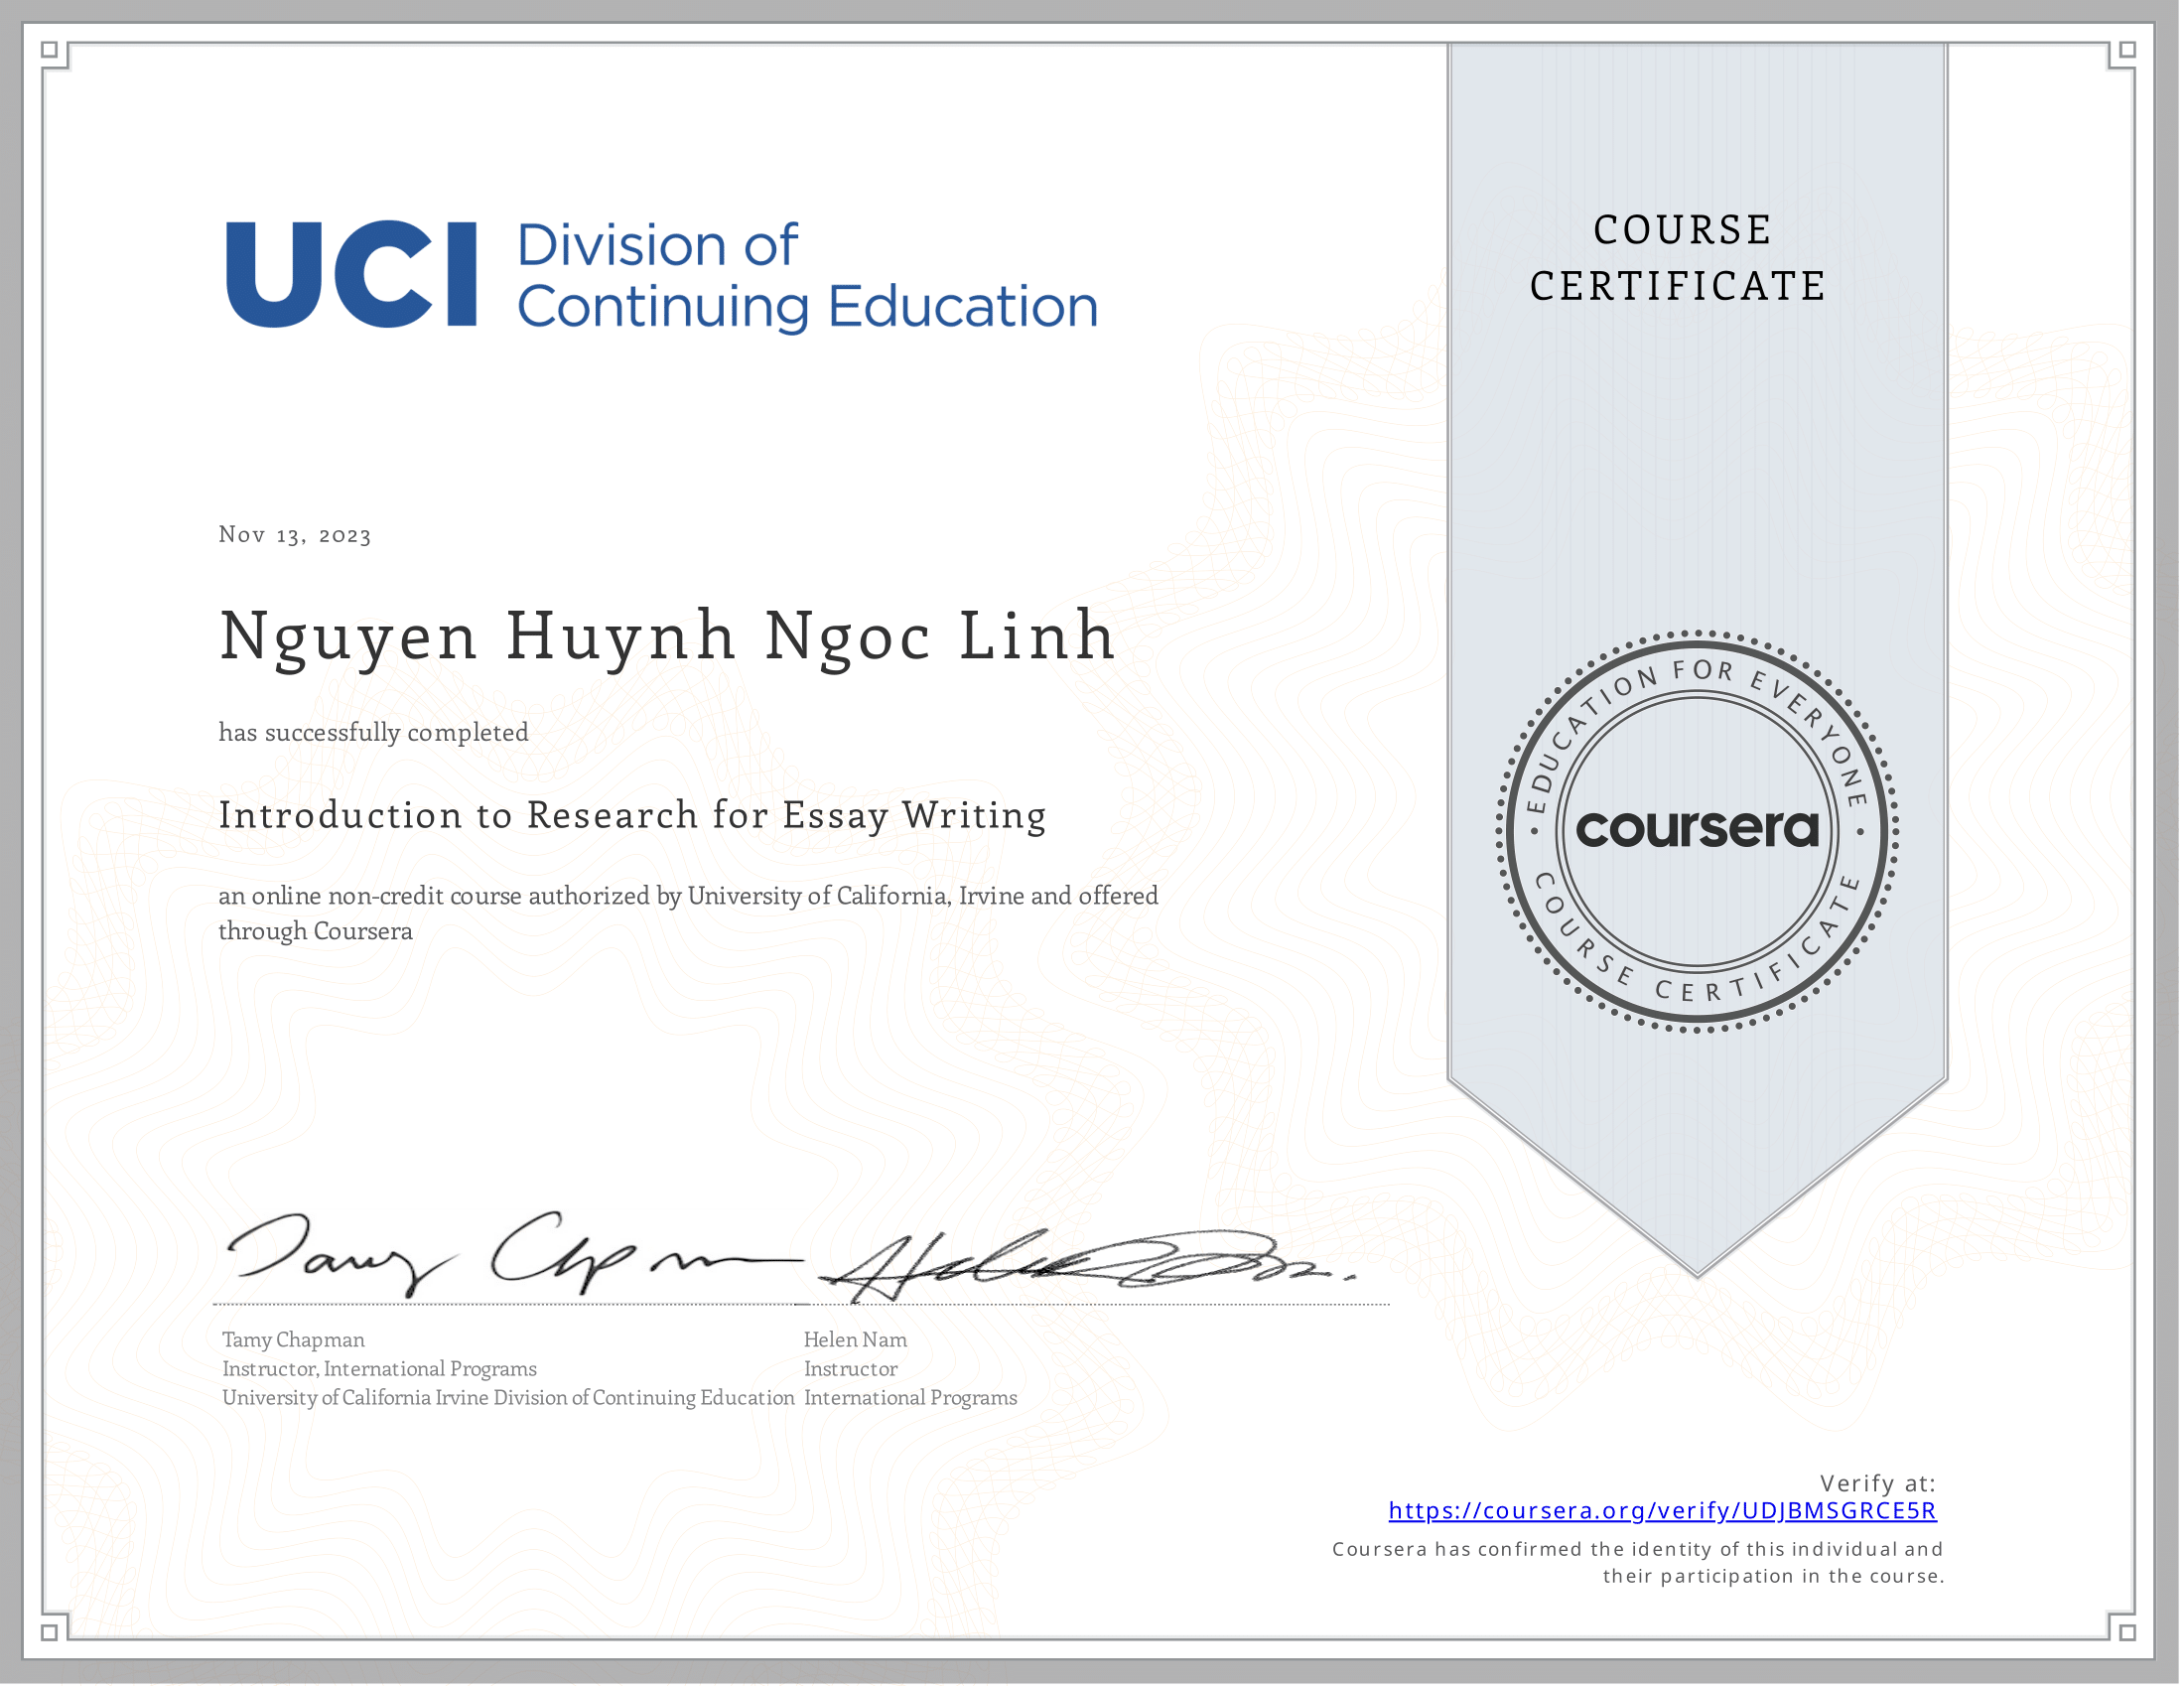 UCI Division of
Continuing Education
COURSE
CERTIFICATE
Nov 13, 2023
Nguyen Huynh Ngoc Linh
has successfully completed
Introduction to Research for Essay Writing
an online non-credit course authorized by University of California, Irvine and offered
through Coursera
EDUCATION FOR EVERYONE
coursera
COURSE CERTIFICATE
Tamy Chapman
Instructor, International Programs
University of California Irvine Division of Continuing Education
Helen Nam
Instructor
International Programs
Verify at:
https://coursera.org/verify/UDJBMSGRCE5R
Coursera has confirmed the identity of this individual and
their participation in the course.